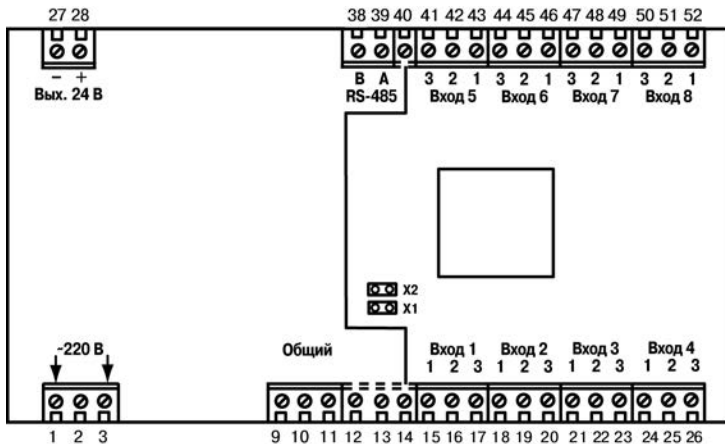 27 28 38 39 40 41 42 43 44 45 46 47 48 49 50 51 52
− + B A 3 2 1 3 2 1 3 2 1 3 2 1
Вых. 24 В RS-485 Вход 5 Вход 6 Вход 7 Вход 8
X2
X1
~220 В Общий Вход 1 Вход 2 Вход 3 Вход 4
1 2 3 1 2 3 1 2 3 1 2 3
1 2 3 9 10 11 12 13 14 15 16 17 18 19 20 21 22 23 24 25 26